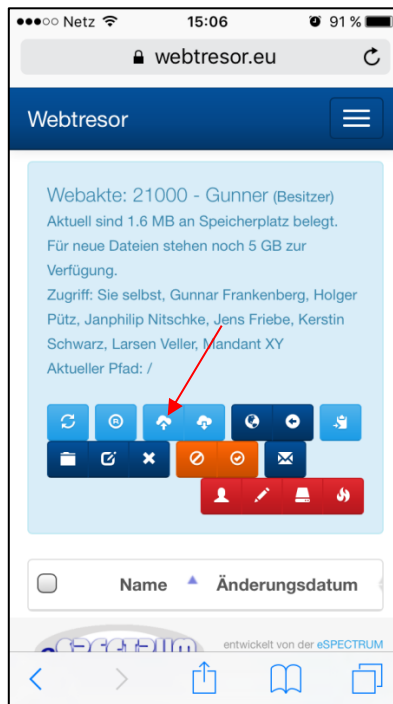 Netz 15:06 91 %
webtresor.eu
Webtresor
Webakte: 21000 - Gunner (Besitzer)
Aktuell sind 1.6 MB an Speicherplatz belegt.
Für neue Dateien stehen noch 5 GB zur
Verfügung.
Zugriff: Sie selbst, Gunnar Frankenberg, Holger
Pütz, Janphilip Nitschke, Jens Friebe, Kerstin
Schwarz, Larsen Veller, Mandant XY
Aktueller Pfad: /
Name Änderungsdatum
eSPECTRUM entwickelt von der eSPECTRUM